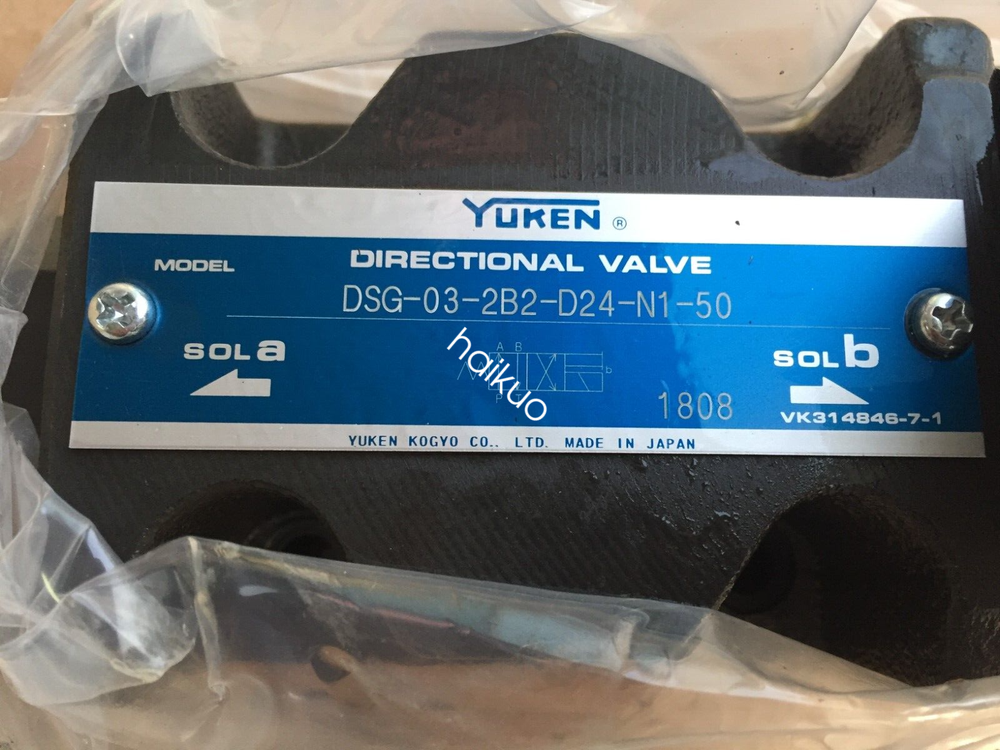 YUKEN ®
MODEL DIRECTIONAL VALVE
DSG-03-2B2-D24-N1-50
SOL a
A B
b
SOL b
haikuo
P
1808
VK314846-7-1
YUKEN KOGYO CO., LTD. MADE IN JAPAN